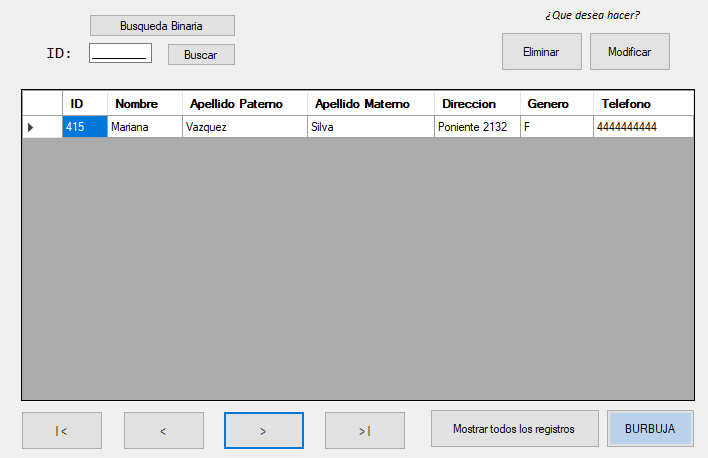 Busqueda Binaria
ID: _______ Buscar
¿Que desea hacer?
Eliminar Modificar
ID Nombre Apellido Paterno Apellido Materno Direccion Genero Telefono
415 Mariana Vazquez Silva Poniente 2132 F 4444444444
|< < > >| Mostrar todos los registros BURBUJA